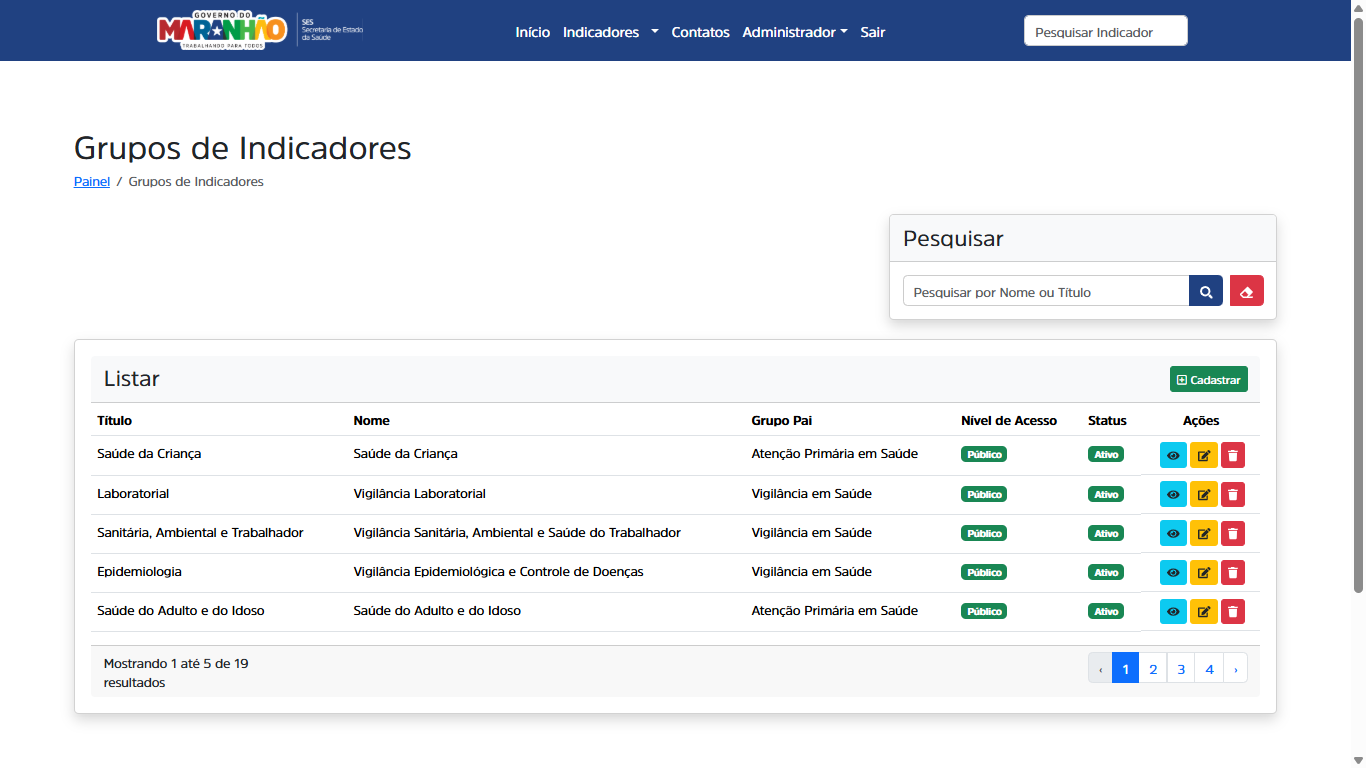 GOVERNO DO
MARANHÃO
TRABALHANDO PARA TODOS
SES
Secretaria de Estado
da Saúde
Início Indicadores Contatos Administrador Sair
Pesquisar Indicador
Grupos de Indicadores
Painel / Grupos de Indicadores
Pesquisar
Pesquisar por Nome ou Título
Listar
Cadastrar
Título Nome Grupo Pai Nível de Acesso Status Ações
Saúde da Criança Saúde da Criança Atenção Primária em Saúde Público Ativo
Laboratorial Vigilância Laboratorial Vigilância em Saúde Público Ativo
Sanitária, Ambiental e Trabalhador Vigilância Sanitária, Ambiental e Saúde do Trabalhador Vigilância em Saúde Público Ativo
Epidemiologia Vigilância Epidemiológica e Controle de Doenças Vigilância em Saúde Público Ativo
Saúde do Adulto e do Idoso Saúde do Adulto e do Idoso Atenção Primária em Saúde Público Ativo
Mostrando 1 até 5 de 19
resultados
‹ 1 2 3 4 ›